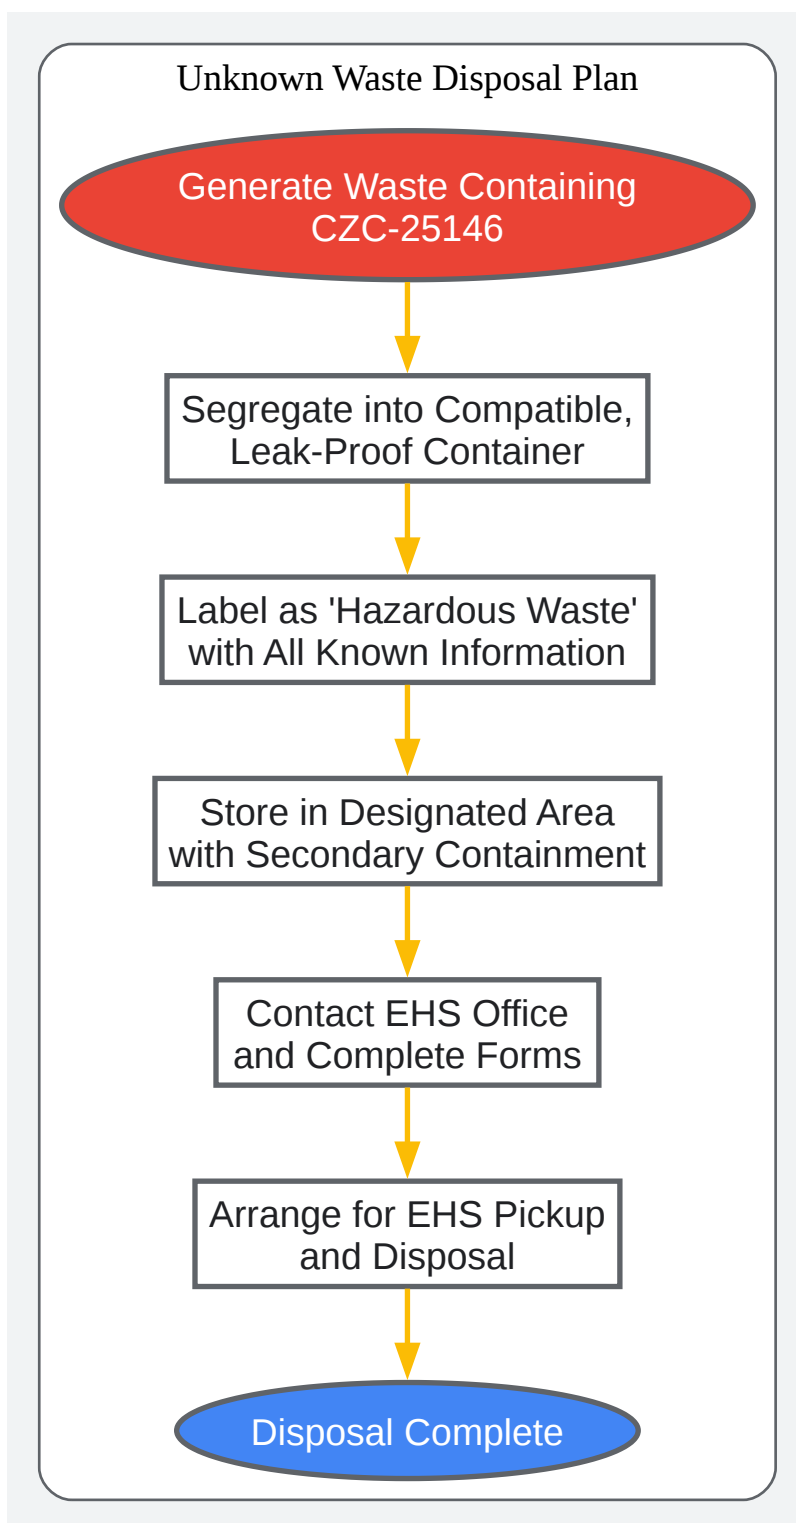 Unknown Waste Disposal Plan
Generate Waste Containing
CZC-25146
Segregate into Compatible,
Leak-Proof Container
Label as 'Hazardous Waste'
with All Known Information
Store in Designated Area
with Secondary Containment
Contact EHS Office
and Complete Forms
Arrange for EHS Pickup
and Disposal
Disposal Complete